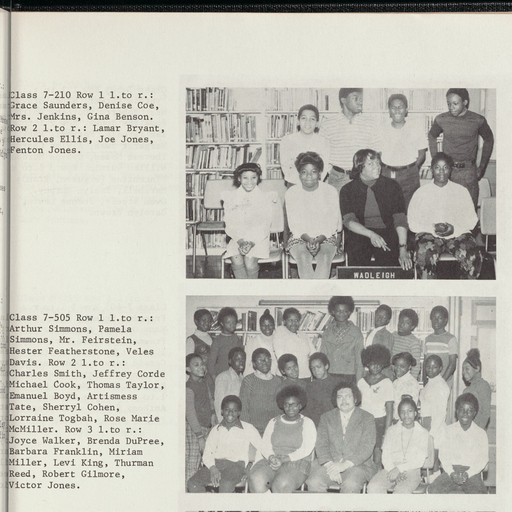 Class 7-210 Row 1 l.to r.:
Grace Saunders, Denise Coe,
Mrs. Jenkins, Gina Benson.
Row 2 l.to r.: Lamar Bryant,
Hercules Ellis, Joe Jones,
Fenton Jones.
WADLEIGH
Class 7-505 Row 1 l.to r.:
Arthur Simmons, Pamela
Simmons, Mr. Feirstein,
Hester Featherstone, Veles
Davis. Row 2 l.to r.:
Charles Smith, Jeffrey Corde
Michael Cook, Thomas Taylor,
Emanuel Boyd, Artismess
Tate, Sherryl Cohen,
Lorraine Togbah, Rose Marie
McMiller. Row 3 l.to r.:
Joyce Walker, Brenda DuPree,
Barbara Franklin, Miriam
Miller, Levi King, Thurman
Reed, Robert Gilmore,
Victor Jones.